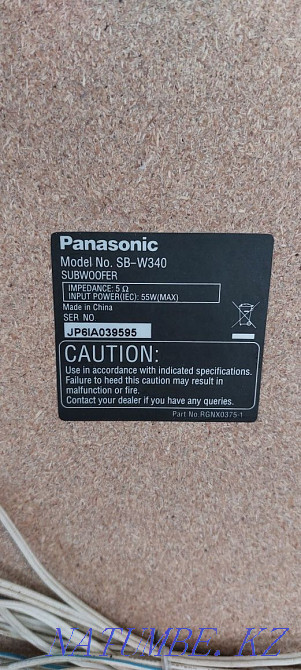 Panasonic
Model No. SB-W340
SUBWOOFER
IMPEDANCE: 5 Ω
INPUT POWER(IEC): 55W(MAX)
Made in China
SER NO
JP6IA039595
CAUTION:
Use in accordance with indicated specifications.
Failure to heed this caution may result in
malfunction or fire.
Contact your dealer if you have any queries.
Part No RGNX0375-1
NATUMBE.KZ